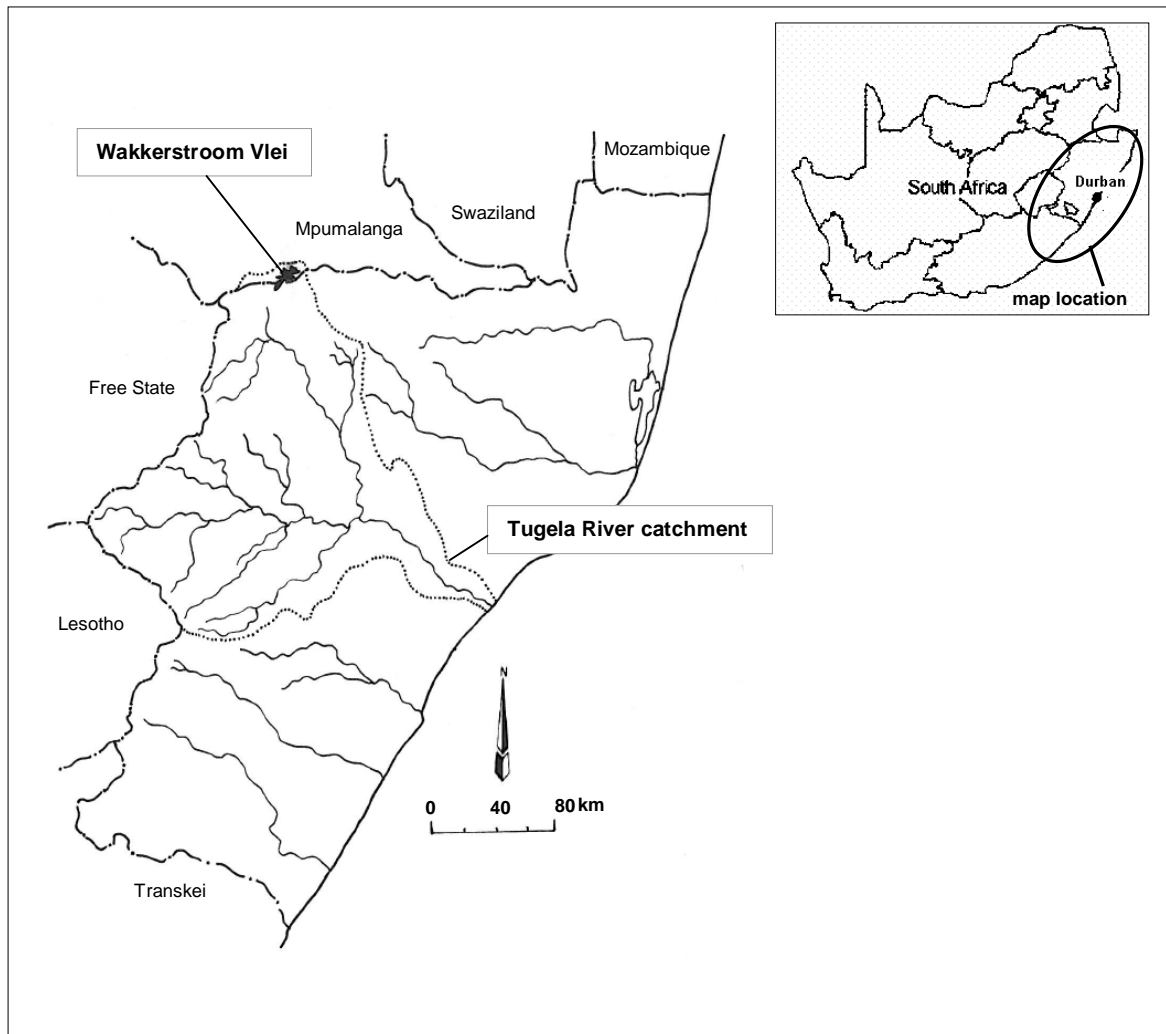 Wakkerstroom Vlei
Mozambique
Swaziland
Mpumalanga
Free State
Tugela River catchment
Lesotho
N
0 40 80 km
Transkei
South Africa
Durban
map location